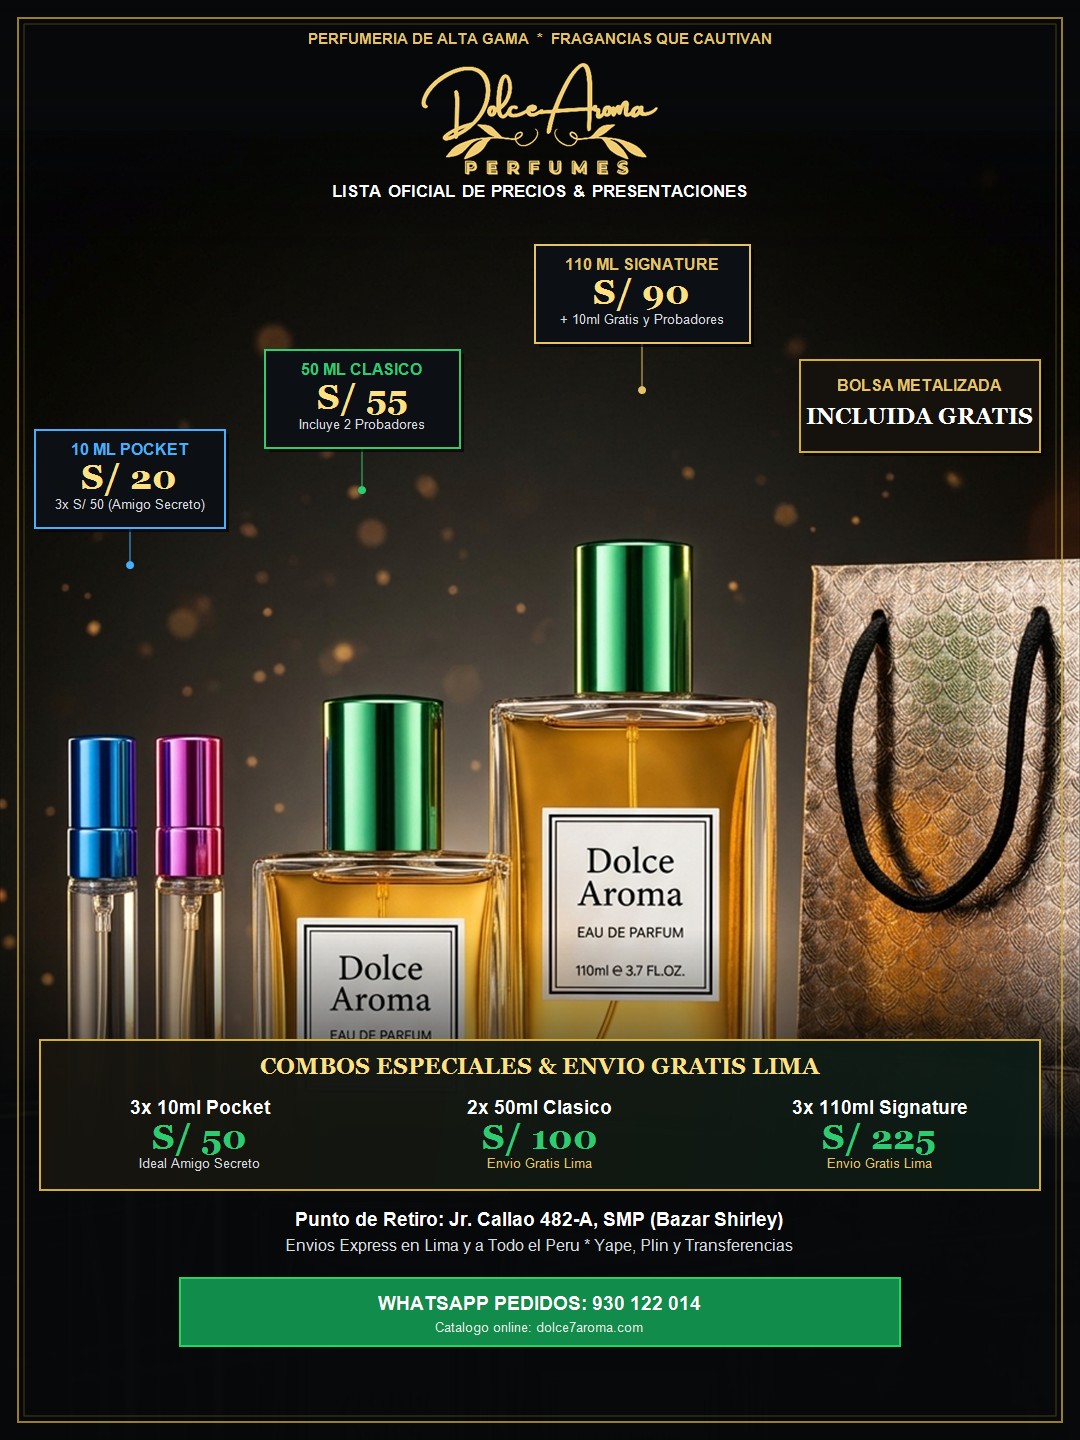 PERFUMERIA DE ALTA GAMA * FRAGANCIAS QUE CAUTIVAN
Dolce Aroma
PERFUMES
LISTA OFICIAL DE PRECIOS & PRESENTACIONES
110 ML SIGNATURE
S/ 90
+ 10ml Gratis y Probadores
50 ML CLASICO
S/ 55
Incluye 2 Probadores
BOLSA METALIZADA
INCLUIDA GRATIS
10 ML POCKET
S/ 20
3x S/ 50 (Amigo Secreto)
Dolce
Aroma
EAU DE PARFUM
110ml e 3.7 FL.OZ.
Dolce
Aroma
EAU DE PARFUM
COMBOS ESPECIALES & ENVIO GRATIS LIMA
3x 10ml Pocket
S/ 50
Ideal Amigo Secreto
2x 50ml Clasico
S/ 100
Envio Gratis Lima
3x 110ml Signature
S/ 225
Envio Gratis Lima
Punto de Retiro: Jr. Callao 482-A, SMP (Bazar Shirley)
Envios Express en Lima y a Todo el Peru * Yape, Plin y Transferencias
WHATSAPP PEDIDOS: 930 122 014
Catalogo online: dolce7aroma.com